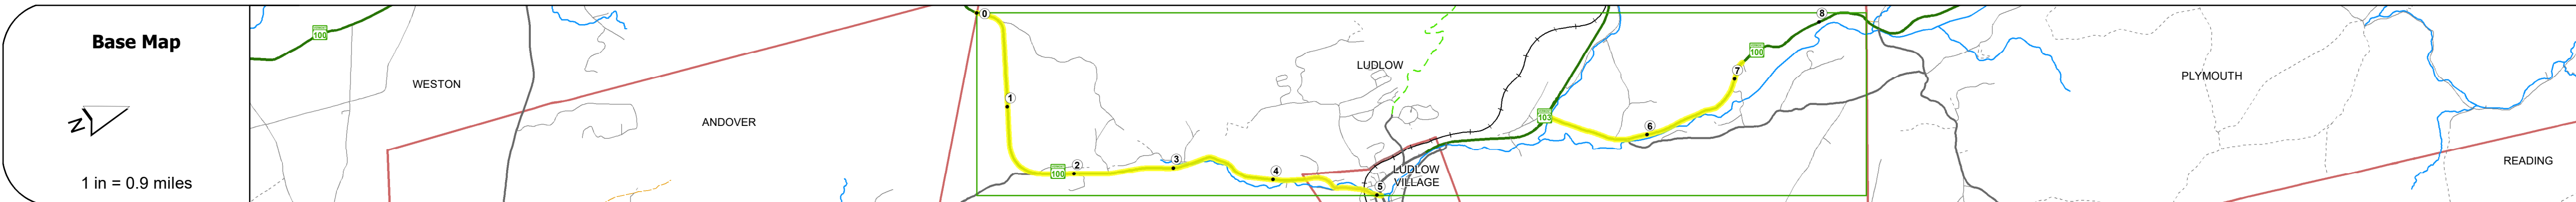 Base Map
N
1 in = 0.9 miles
100
WESTON
ANDOVER
0
1
100
2
3
4
5
LUDLOW
LUDLOW
VILLAGE
103
6
7
100
8
PLYMOUTH
READING